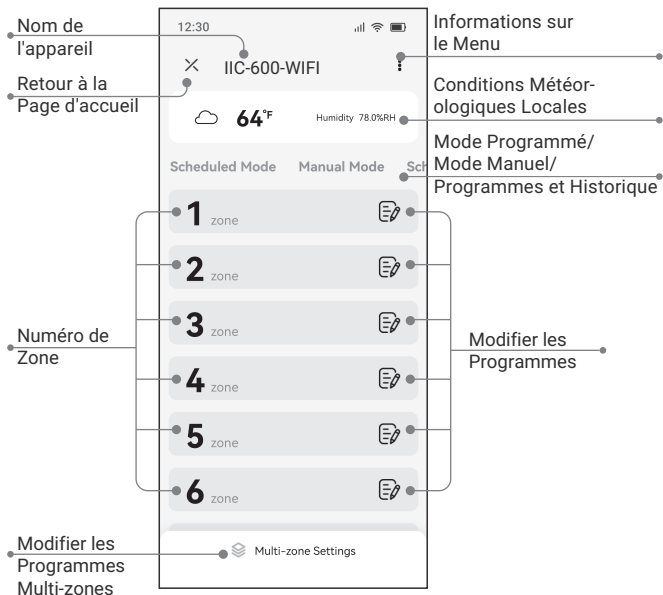 Nom de
l'appareil
Retour à la
Page d'accueil
12:30
IIC-600-WIFI
64°F
Humidity 78.0%RH
Scheduled Mode Manual Mode Sch
1 zone
2 zone
3 zone
4 zone
5 zone
6 zone
Multi-zone Settings
Informations sur
le Menu
Conditions Météor-
ologiques Locales
Mode Programmé/
Mode Manuel/
Programmes et Historique
Numéro de
Zone
Modifier les
Programmes
Modifier les
Programmes
Multi-zones